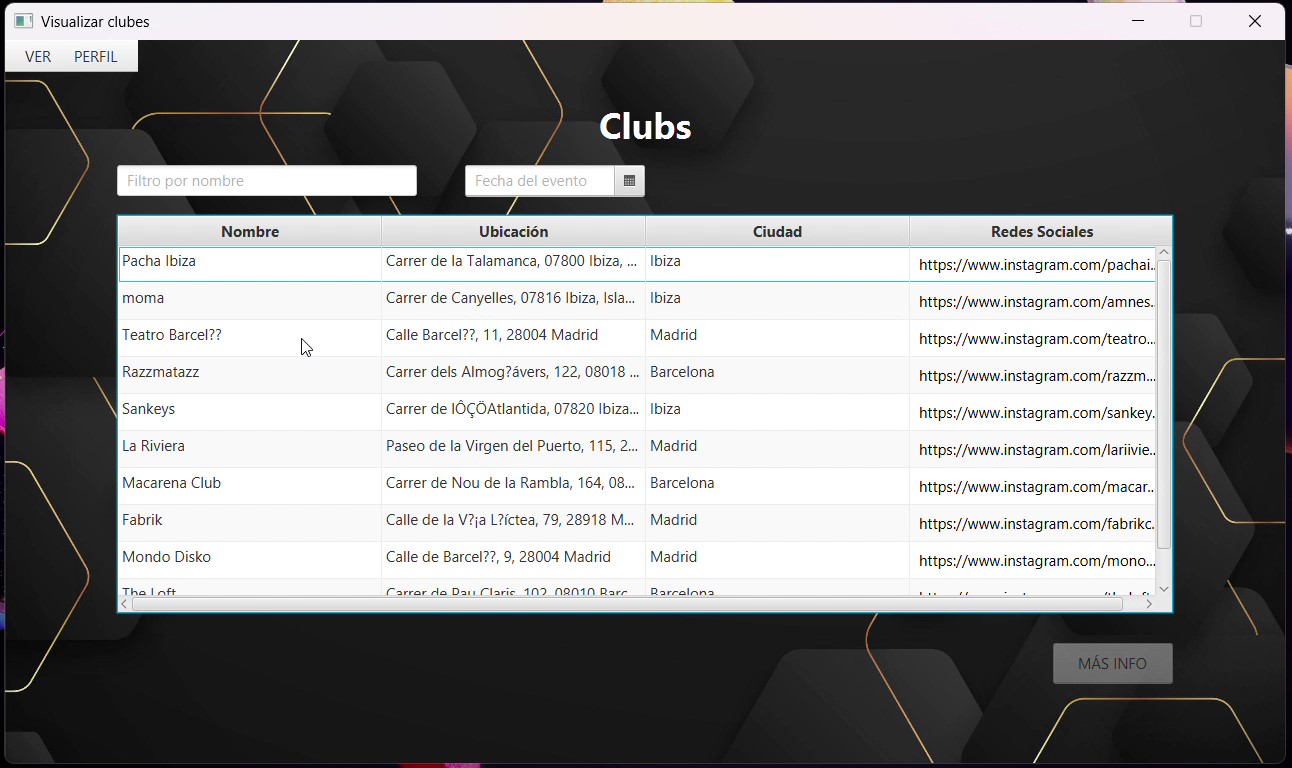 Visualizar clubes
VER PERFIL
Clubs
Filtro por nombre Fecha del evento
Nombre Ubicación Ciudad Redes Sociales
Pacha Ibiza Carrer de la Talamanca, 07800 Ibiza, ... Ibiza https://www.instagram.com/pachai...
moma Carrer de Canyelles, 07816 Ibiza, Isla... Ibiza https://www.instagram.com/amnes...
Teatro Barcel?? Calle Barcel??, 11, 28004 Madrid Madrid https://www.instagram.com/teatro...
Razzmatazz Carrer dels Almog?ávers, 122, 08018 ... Barcelona https://www.instagram.com/razzm...
Sankeys Carrer de lÔÇÖAtlantida, 07820 Ibiza... Ibiza https://www.instagram.com/sankey...
La Riviera Paseo de la Virgen del Puerto, 115, 2... Madrid https://www.instagram.com/lariivie...
Macarena Club Carrer de Nou de la Rambla, 164, 08... Barcelona https://www.instagram.com/macar...
Fabrik Calle de la V?¡a L?íctea, 79, 28918 M... Madrid https://www.instagram.com/fabrikc...
Mondo Disko Calle de Barcel??, 9, 28004 Madrid Madrid https://www.instagram.com/mono...
The Loft Carrer de Pau Claris, 102, 08010 Barc... Barcelona
MÁS INFO